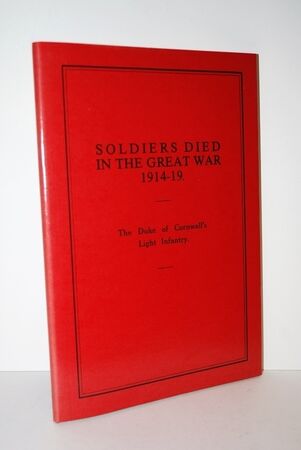 SOLDIERS DIED
IN THE GREAT WAR
1914-19.
The Duke of Cornwall's
Light Infantry.